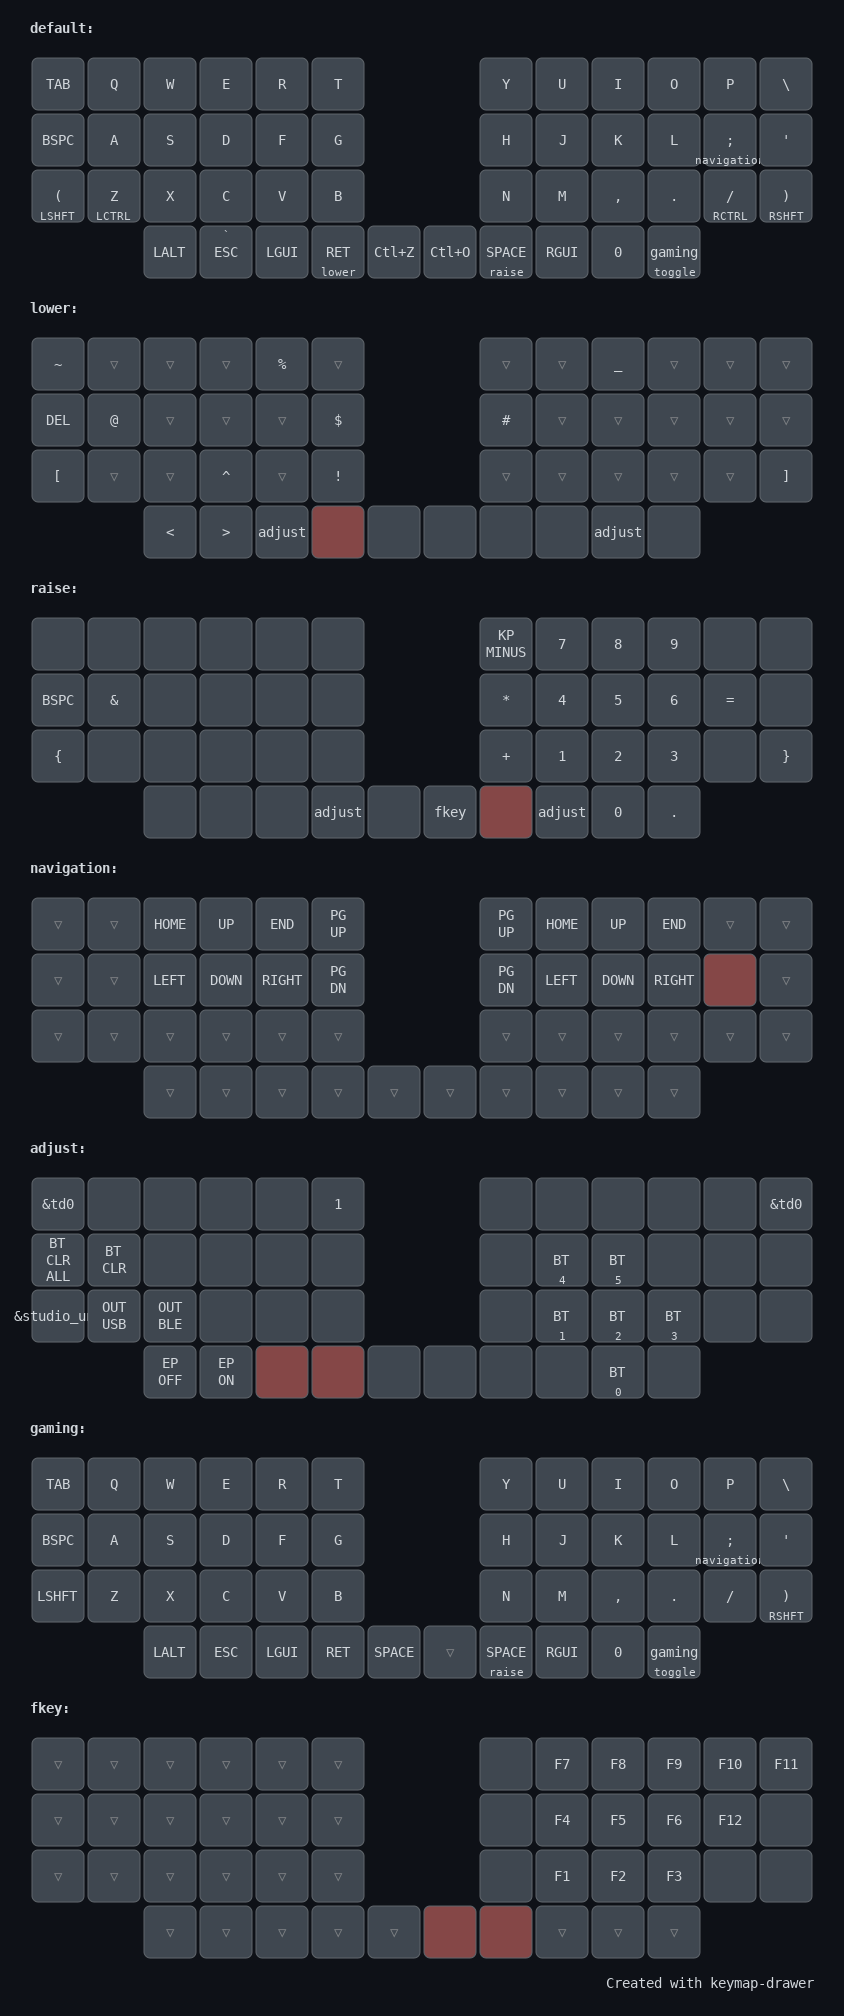 default:
TAB Q W E R T Y U I O P \
BSPC A S D F G H J K L ; '
navigation
( Z X C V B N M , . / )
LSHFT LCTRL RCTRL RSHFT
`
LALT ESC LGUI RET Ctl+Z Ctl+O SPACE RGUI 0 gaming
lower raise toggle
lower:
~ ▽ ▽ ▽ % ▽ ▽ ▽ _ ▽ ▽ ▽
DEL @ ▽ ▽ ▽ $ # ▽ ▽ ▽ ▽ ▽
[ ▽ ▽ ^ ▽ ! ▽ ▽ ▽ ▽ ▽ ]
< > adjust adjust
raise:
KP MINUS 7 8 9
BSPC & * 4 5 6 =
{ + 1 2 3 }
adjust fkey adjust 0 .
navigation:
▽ ▽ HOME UP END PG UP PG UP HOME UP END ▽ ▽
▽ ▽ LEFT DOWN RIGHT PG DN PG DN LEFT DOWN RIGHT ▽
▽ ▽ ▽ ▽ ▽ ▽ ▽ ▽ ▽ ▽ ▽ ▽
▽ ▽ ▽ ▽ ▽ ▽ ▽ ▽ ▽ ▽
adjust:
&td0 1 &td0
BT CLR ALL BT CLR BT 4 BT 5
&studio_u OUT USB OUT BLE BT 1 BT 2 BT 3
EP OFF EP ON BT 0
gaming:
TAB Q W E R T Y U I O P \
BSPC A S D F G H J K L ; '
navigation
LSHFT Z X C V B N M , . / )
RSHFT
LALT ESC LGUI RET SPACE ▽ SPACE RGUI 0 gaming
raise toggle
fkey:
▽ ▽ ▽ ▽ ▽ ▽ F7 F8 F9 F10 F11
▽ ▽ ▽ ▽ ▽ ▽ F4 F5 F6 F12
▽ ▽ ▽ ▽ ▽ ▽ F1 F2 F3
▽ ▽ ▽ ▽ ▽ ▽ ▽ ▽
Created with keymap-drawer